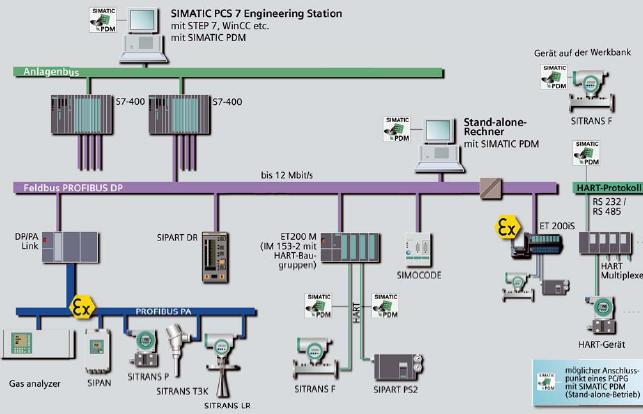 SIMATIC PCS 7 Engineering Station
mit STEP 7, WinCC etc.
mit SIMATIC PDM
SIMATIC
PDM
Anlagenbus
S7-400
S7-400
Gerät auf der Werkbank
SIMATIC
PDM
SITRANS F
SIMATIC
PDM
Stand-alone-
Rechner
mit SIMATIC PDM
SIMATIC
PDM
bis 12 Mbit/s
Feldbus PROFIBUS DP
HART-Protokoll
RS 232 /
RS 485
DP/PA
Link
SIPART DR
ET200 M
(IM 153-2 mit
HART-Bau-
gruppen)
SIMOCODE
Ex
ET 200iS
HART
Multiplexe
Ex
PROFIBUS PA
SIMATIC
PDM
HART
SIMATIC
PDM
Gas analyzer
SIPAN
SITRANS P
SITRANS T3K
SITRANS LR
SITRANS F
SIPART PS2
HART-Gerät
SIMATIC
PDM
möglicher Anschluss-
punkt eines PC/PG
mit SIMATIC PDM
(Stand-alone-Betrieb)